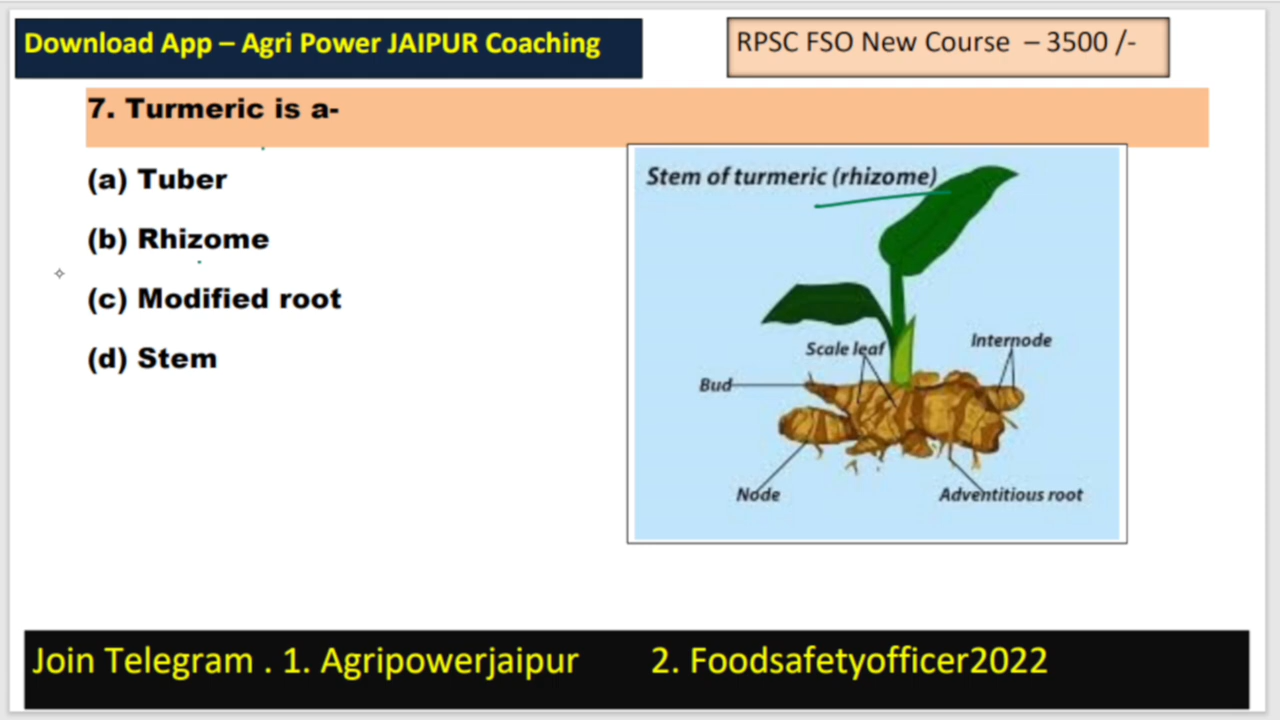 Download App – Agri Power JAIPUR Coaching
RPSC FSO New Course – 3500 /-
7. Turmeric is a-
(a) Tuber
(b) Rhizome
(c) Modified root
(d) Stem
Stem of turmeric (rhizome)
Scale leaf
Internode
Bud
Node
Adventitious root
Join Telegram . 1. Agripowerjaipur 2. Foodsafetyofficer2022